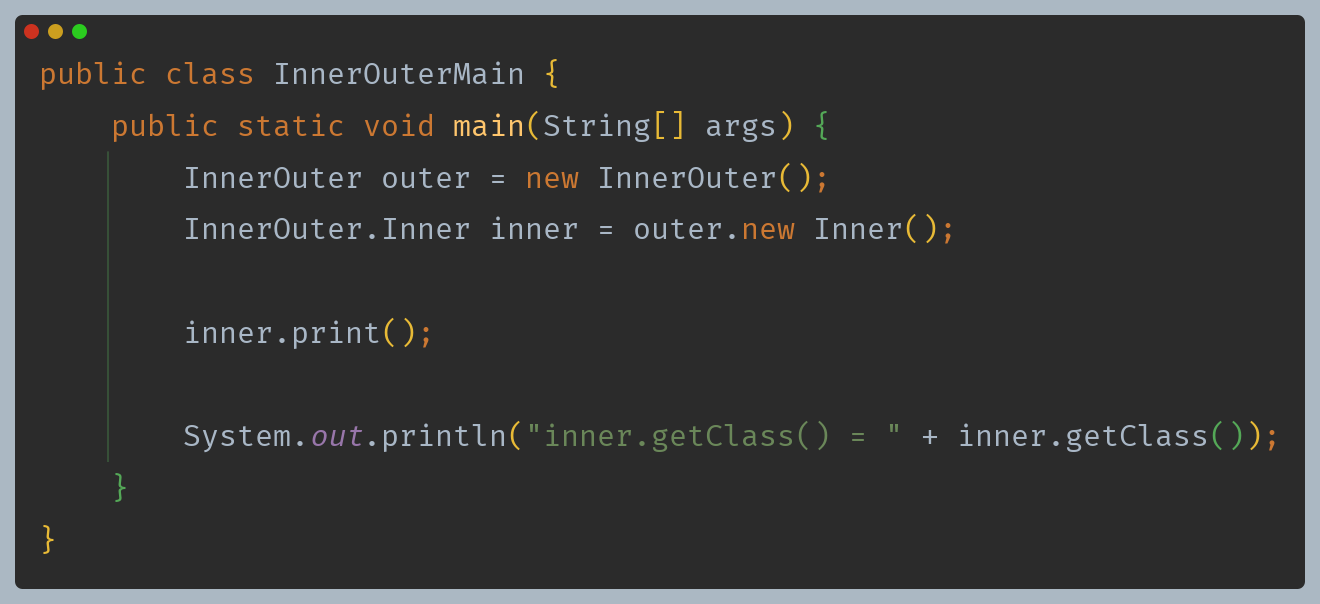 public class InnerOuterMain {
    public static void main(String[] args) {
        InnerOuter outer = new InnerOuter();
        InnerOuter.Inner inner = outer.new Inner();

        inner.print();

        System.out.println("inner.getClass() = " + inner.getClass());
    }
}